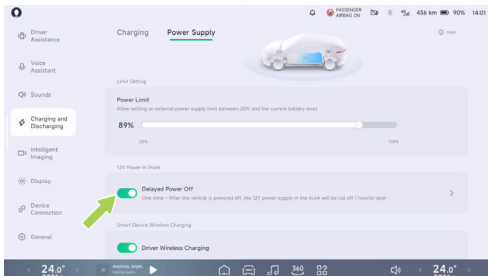 PASSENGER
AIRBAG ON
436 km
90%
14:01
Driver
Assistance
Voice
Assistant
Sounds
Charging and
Discharging
Intelligent
Imaging
Display
Device
Connection
General
Charging
Power Supply
Help
Limit Setting
Power Limit
Allow setting an external power supply limit between 20% and the current battery level
89%
20%
100%
12V Power in Trunk
Delayed Power Off
One-time • After the vehicle is powered off, the 12V power supply in the trunk will be cut off 1 hour(s) later
Smart Device Wireless Charging
Driver Wireless Charging
24.0°
Anytime, Anyw
360
24.0°